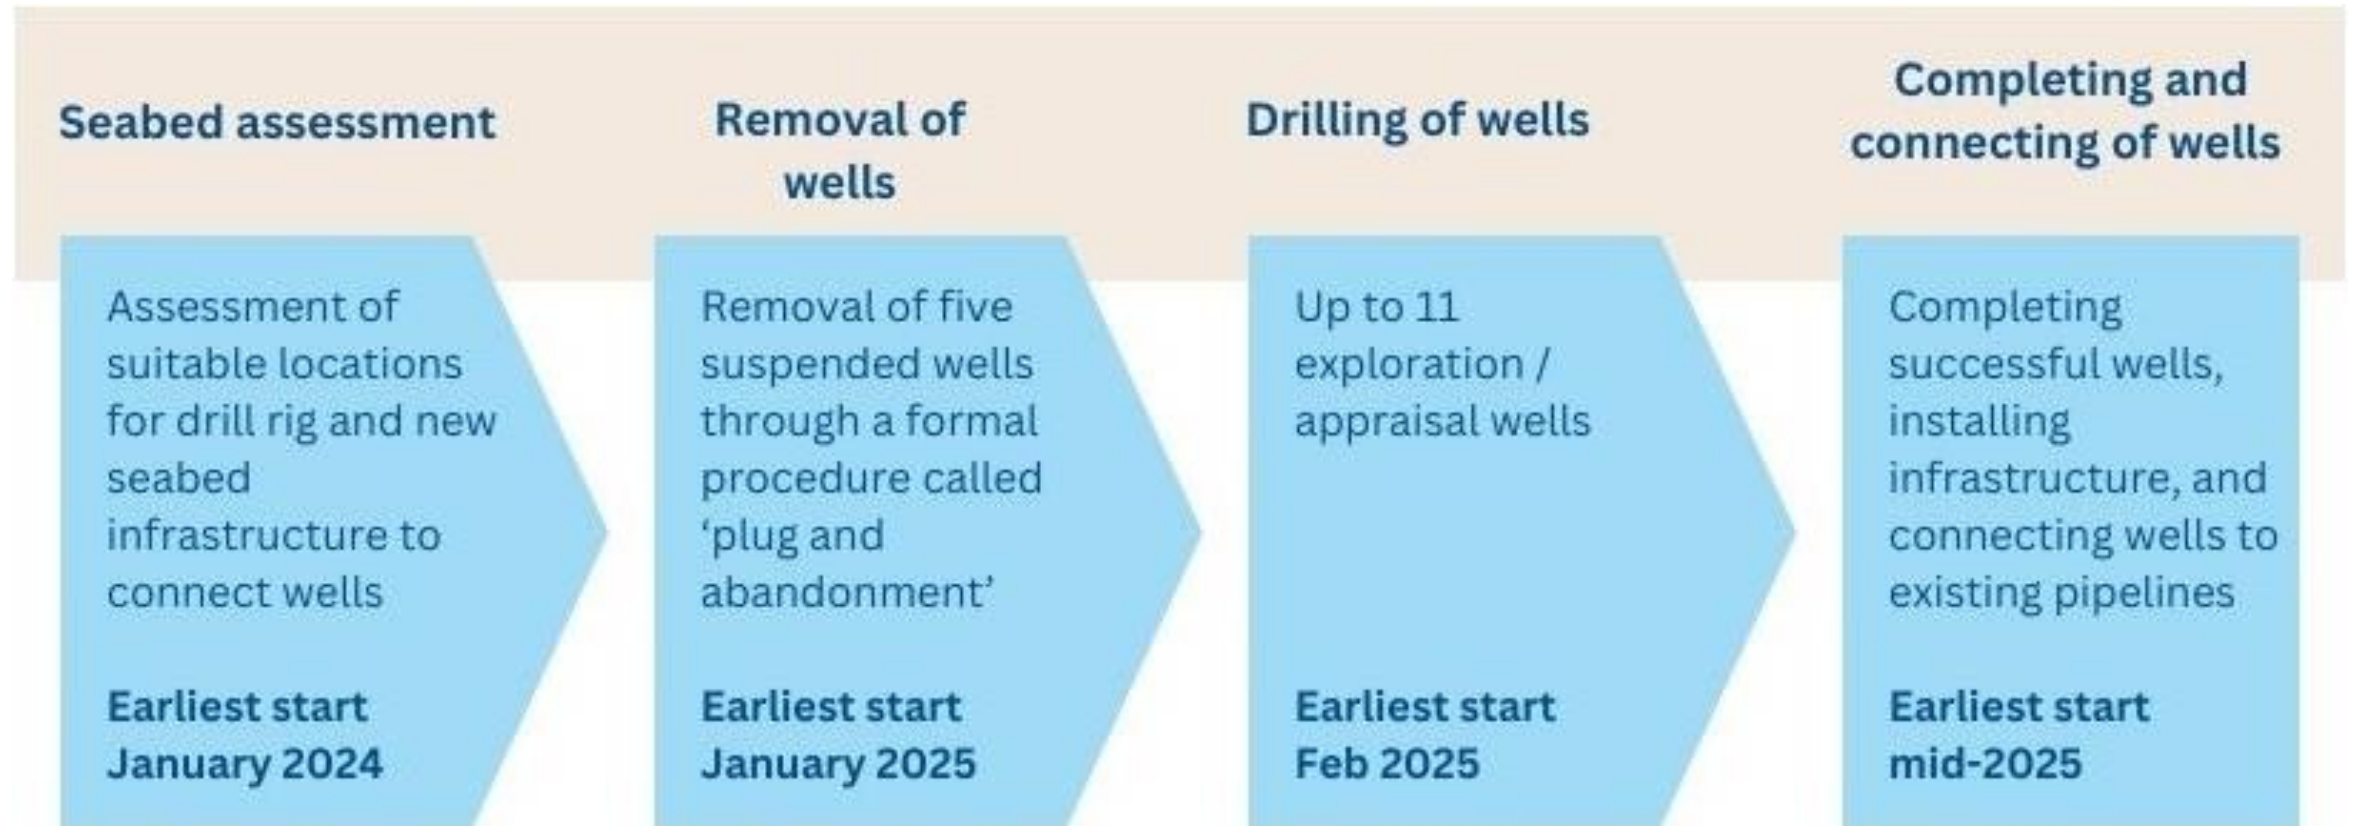 Seabed assessment
Removal of
wells
Drilling of wells
Completing and
connecting of wells
Assessment of
suitable locations
for drill rig and new
seabed
infrastructure to
connect wells
Earliest start
January 2024
Removal of five
suspended wells
through a formal
procedure called
‘plug and
abandonment’
Earliest start
January 2025
Up to 11
exploration /
appraisal wells
Earliest start
Feb 2025
Completing
successful wells,
installing
infrastructure, and
connecting wells to
existing pipelines
Earliest start
mid-2025